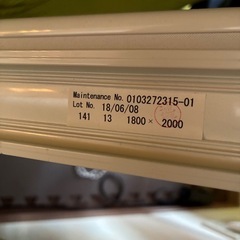 Maintenance No. 0103272315-01
Lot No. 18/06/08
141 13 1800 × 2000